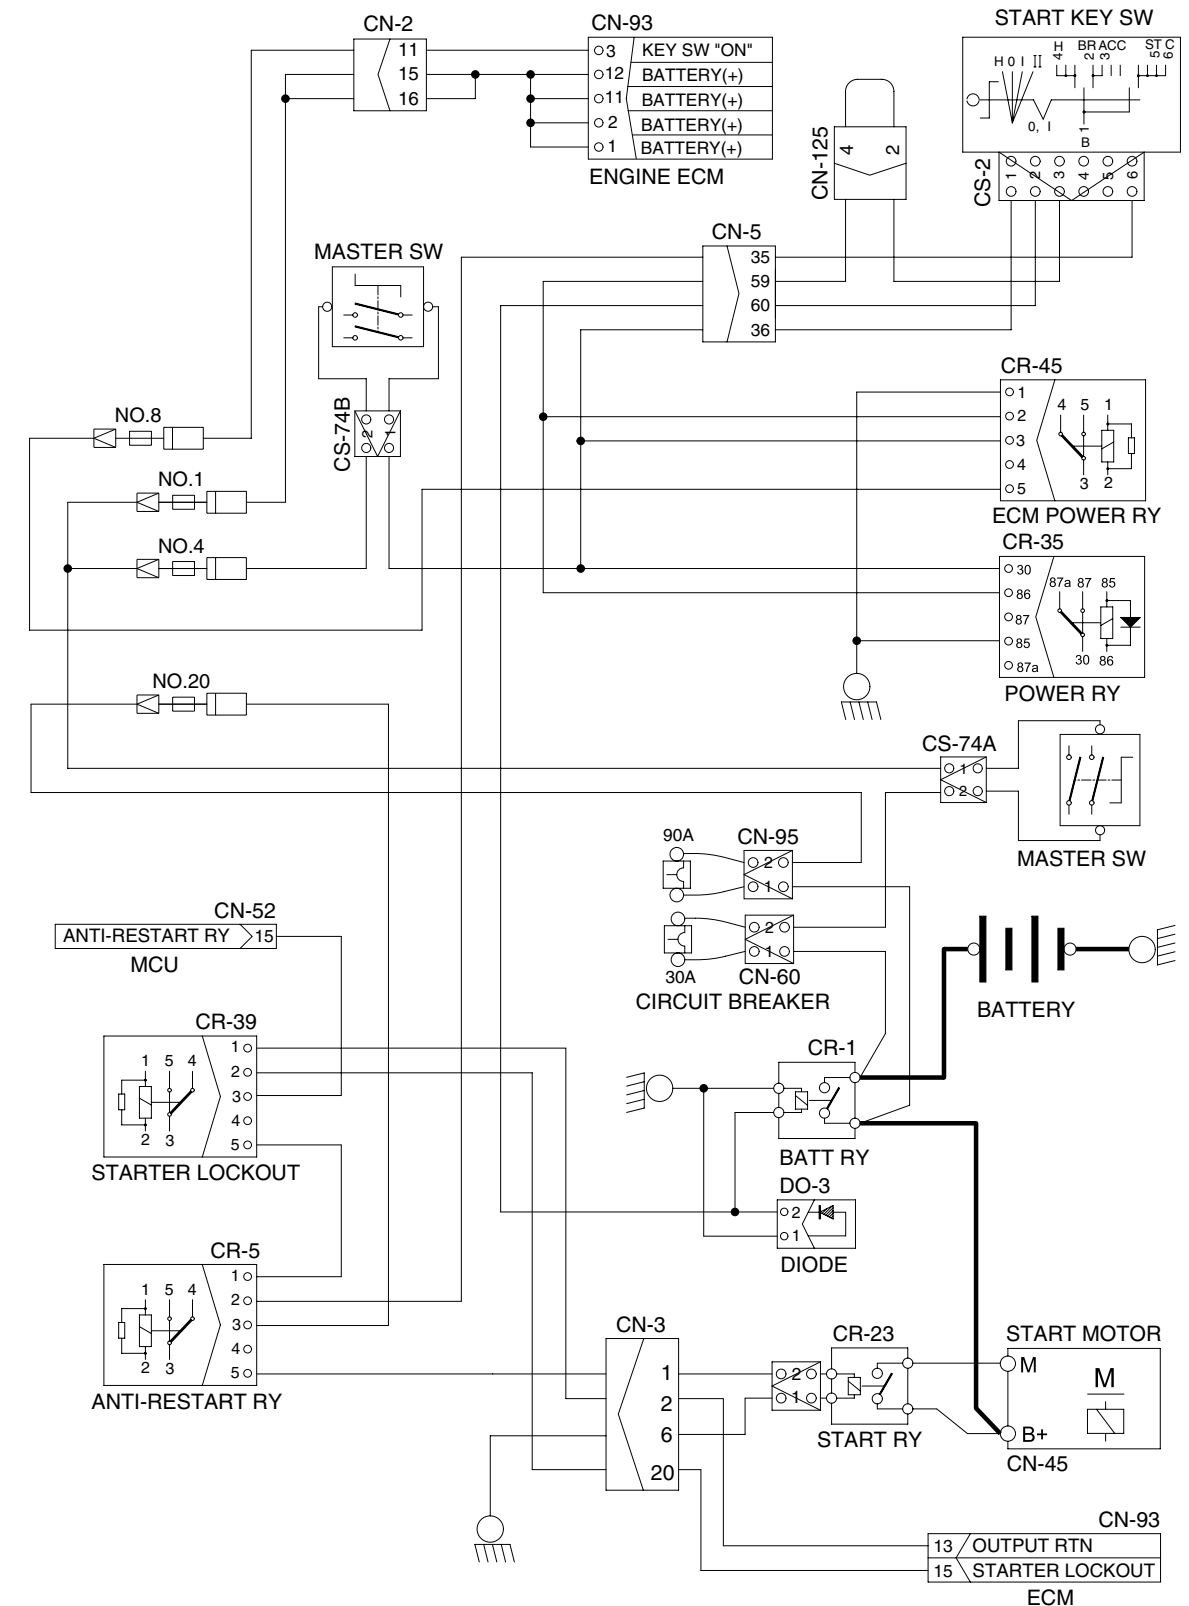 CN-2
CN-93
START KEY SW
11
15
16
3 KEY SW "ON"
12 BATTERY(+)
11 BATTERY(+)
2 BATTERY(+)
1 BATTERY(+)
ENGINE ECM
H BR ACC ST C
4 2 3 5 6
H 0 I II
0, I
1
B
CN-125
4 2
CS-2
1 2 3 4 5 6
MASTER SW
CN-5
35
59
60
36
CS-74B
2 1
NO.8
NO.1
NO.4
NO.20
CR-45
1
2
3
4
5
4 5 1
3 2
ECM POWER RY
CR-35
30
86
87
85
87a
87a 87 85
30 86
POWER RY
CS-74A
1
2
MASTER SW
90A
CN-95
2
1
30A
2
1
CN-60
CIRCUIT BREAKER
CN-52
ANTI-RESTART RY 15
MCU
BATTERY
CR-39
1
2
3
4
5
1 5 4
2 3
STARTER LOCKOUT
CR-1
BATT RY
DO-3
2
1
DIODE
CR-5
1
2
3
4
5
1 5 4
2 3
ANTI-RESTART RY
CN-3
1
2
6
20
2
1
CR-23
START RY
START MOTOR
M
M
B+
CN-45
CN-93
13 OUTPUT RTN
15 STARTER LOCKOUT
ECM